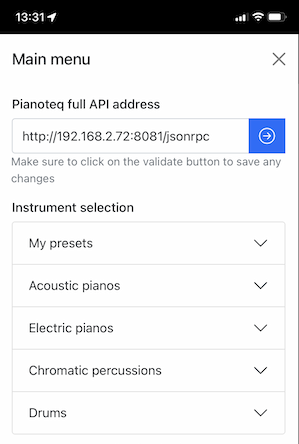 13:31
Main menu
Pianoteq full API address
http://192.168.2.72:8081/jsonrpc
Make sure to click on the validate button to save any
changes
Instrument selection
My presets
Acoustic pianos
Electric pianos
Chromatic percussions
Drums